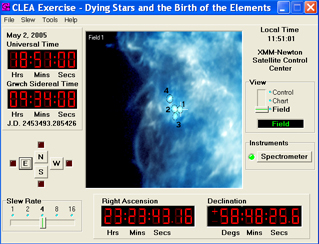 CLEA Exercise - Dying Stars and the Birth of the Elements
File Slew Tools Help
May 2, 2005
Universal Time
18:51:00
Hrs Mins Secs
Grwch Sidereal Time
09:34:08
Hrs Mins Secs
J.D. 2453493.285426
N
E W
S
Slew Rate
1 2 4 8 16
Field 1
4
1
2
3
Right Ascension
23:23:43.16
Hrs Mins Secs
Declination
+58:48:25.6
Degs Mins Secs
Local Time
11:51:01
XMM-Newton
Satellite Control
Center
View
Control
Chart
Field
Field
Instruments
Spectrometer